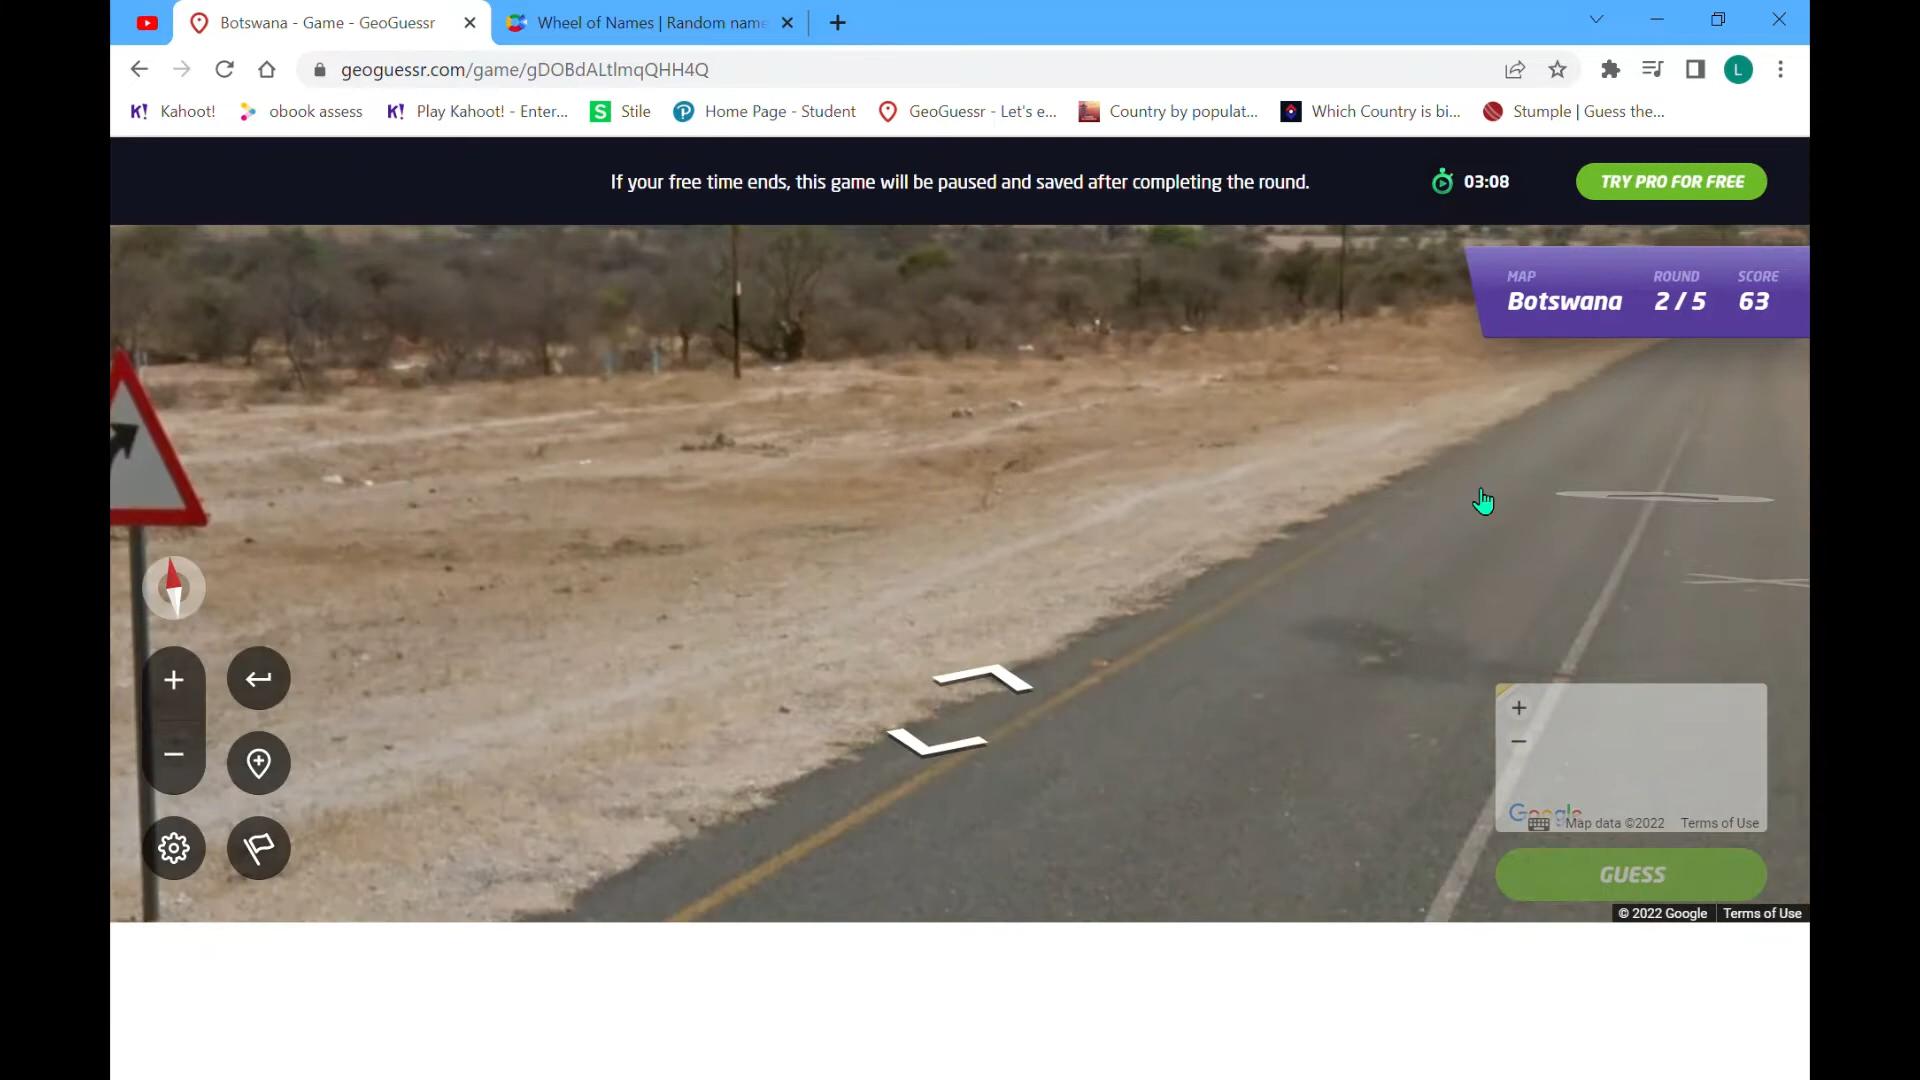 Botswana - Game - GeoGuessr
Wheel of Names | Random name
geoguessr.com/game/gDOBdALtlmqQHH4Q
L
K! Kahoot!
obook assess
K! Play Kahoot! - Enter...
S Stile
Home Page - Student
GeoGuessr - Let's e...
Country by populat...
Which Country is bi...
Stumple | Guess the...
If your free time ends, this game will be paused and saved after completing the round.
03:08
TRY PRO FOR FREE
MAP ROUND SCORE
Botswana 2 / 5 63
Google
Map data ©2022 Terms of Use
GUESS
© 2022 Google Terms of Use